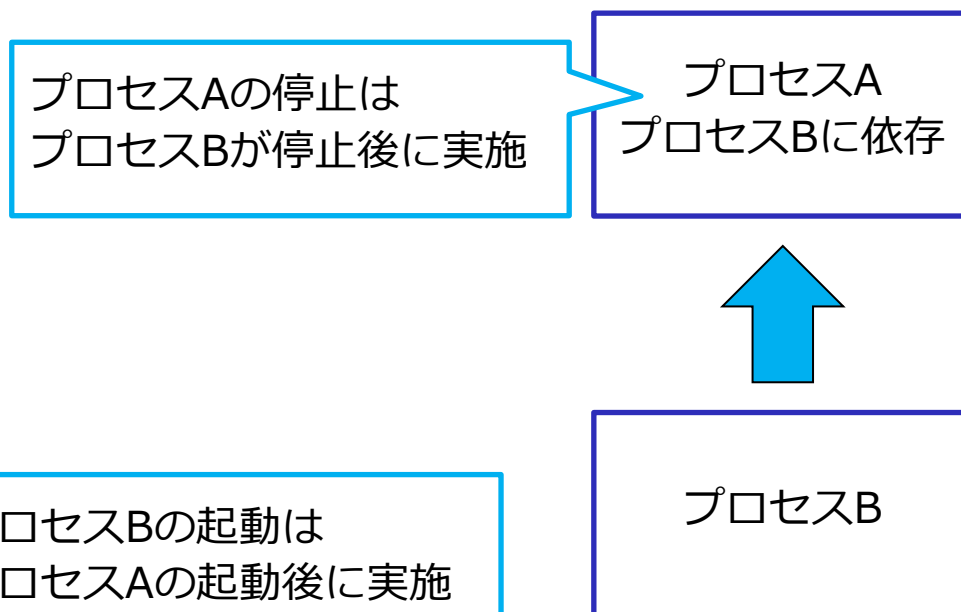 プロセスAの停止は
プロセスBが停止後に実施
プロセスA
プロセスBに依存
プロセスB
ロセスBの起動は
ロセスAの起動後に実施